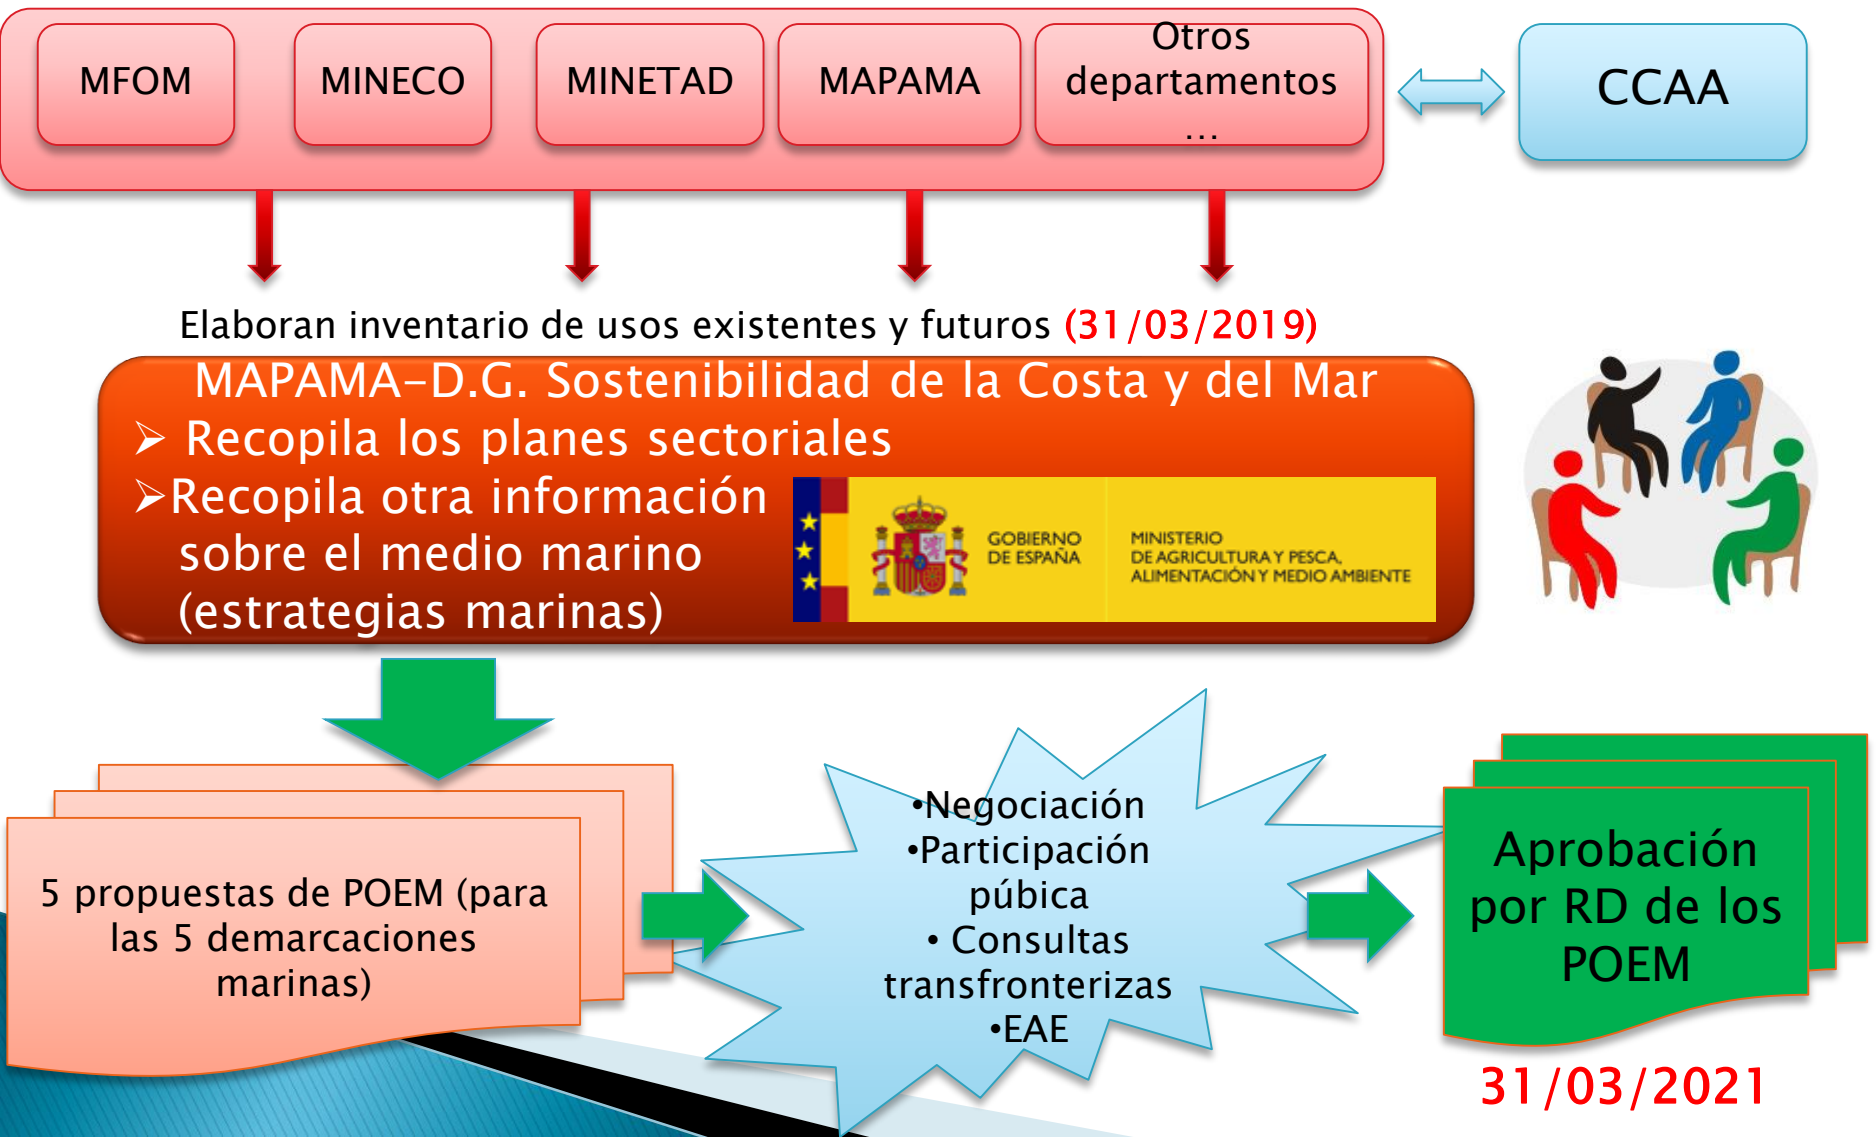 MFOM
MINECO
MINETAD
MAPAMA
Otros
departamentos
...
CCAA
Elaboran inventario de usos existentes y futuros (31/03/2019)
MAPAMA-D.G. Sostenibilidad de la Costa y del Mar
➢ Recopila los planes sectoriales
➢Recopila otra información
sobre el medio marino
(estrategias marinas)
GOBIERNO
DE ESPAÑA
MINISTERIO
DE AGRICULTURA Y PESCA,
ALIMENTACIÓN Y MEDIO AMBIENTE
5 propuestas de POEM (para
las 5 demarcaciones
marinas)
•Negociación
•Participación
púbica
• Consultas
transfronterizas
•EAE
Aprobación
por RD de los
POEM
31/03/2021